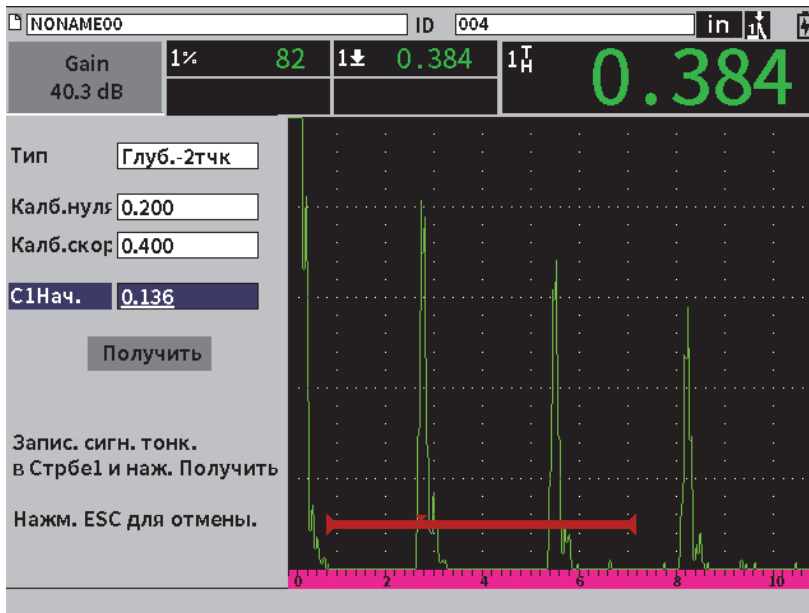 NONAME00 ID 004 in 1
Gain
40.3 dB
1% 82 1 0.384 1 T H 0.384
Тип Глуб.-2тчк
Калб.нуля 0.200
Калб.скор 0.400
С1Нач. 0.136
Получить
Запис. сигн. тонк.
в Стрбе1 и наж. Получить
Нажм. ESC для отмены.
0 2 4 6 8 10